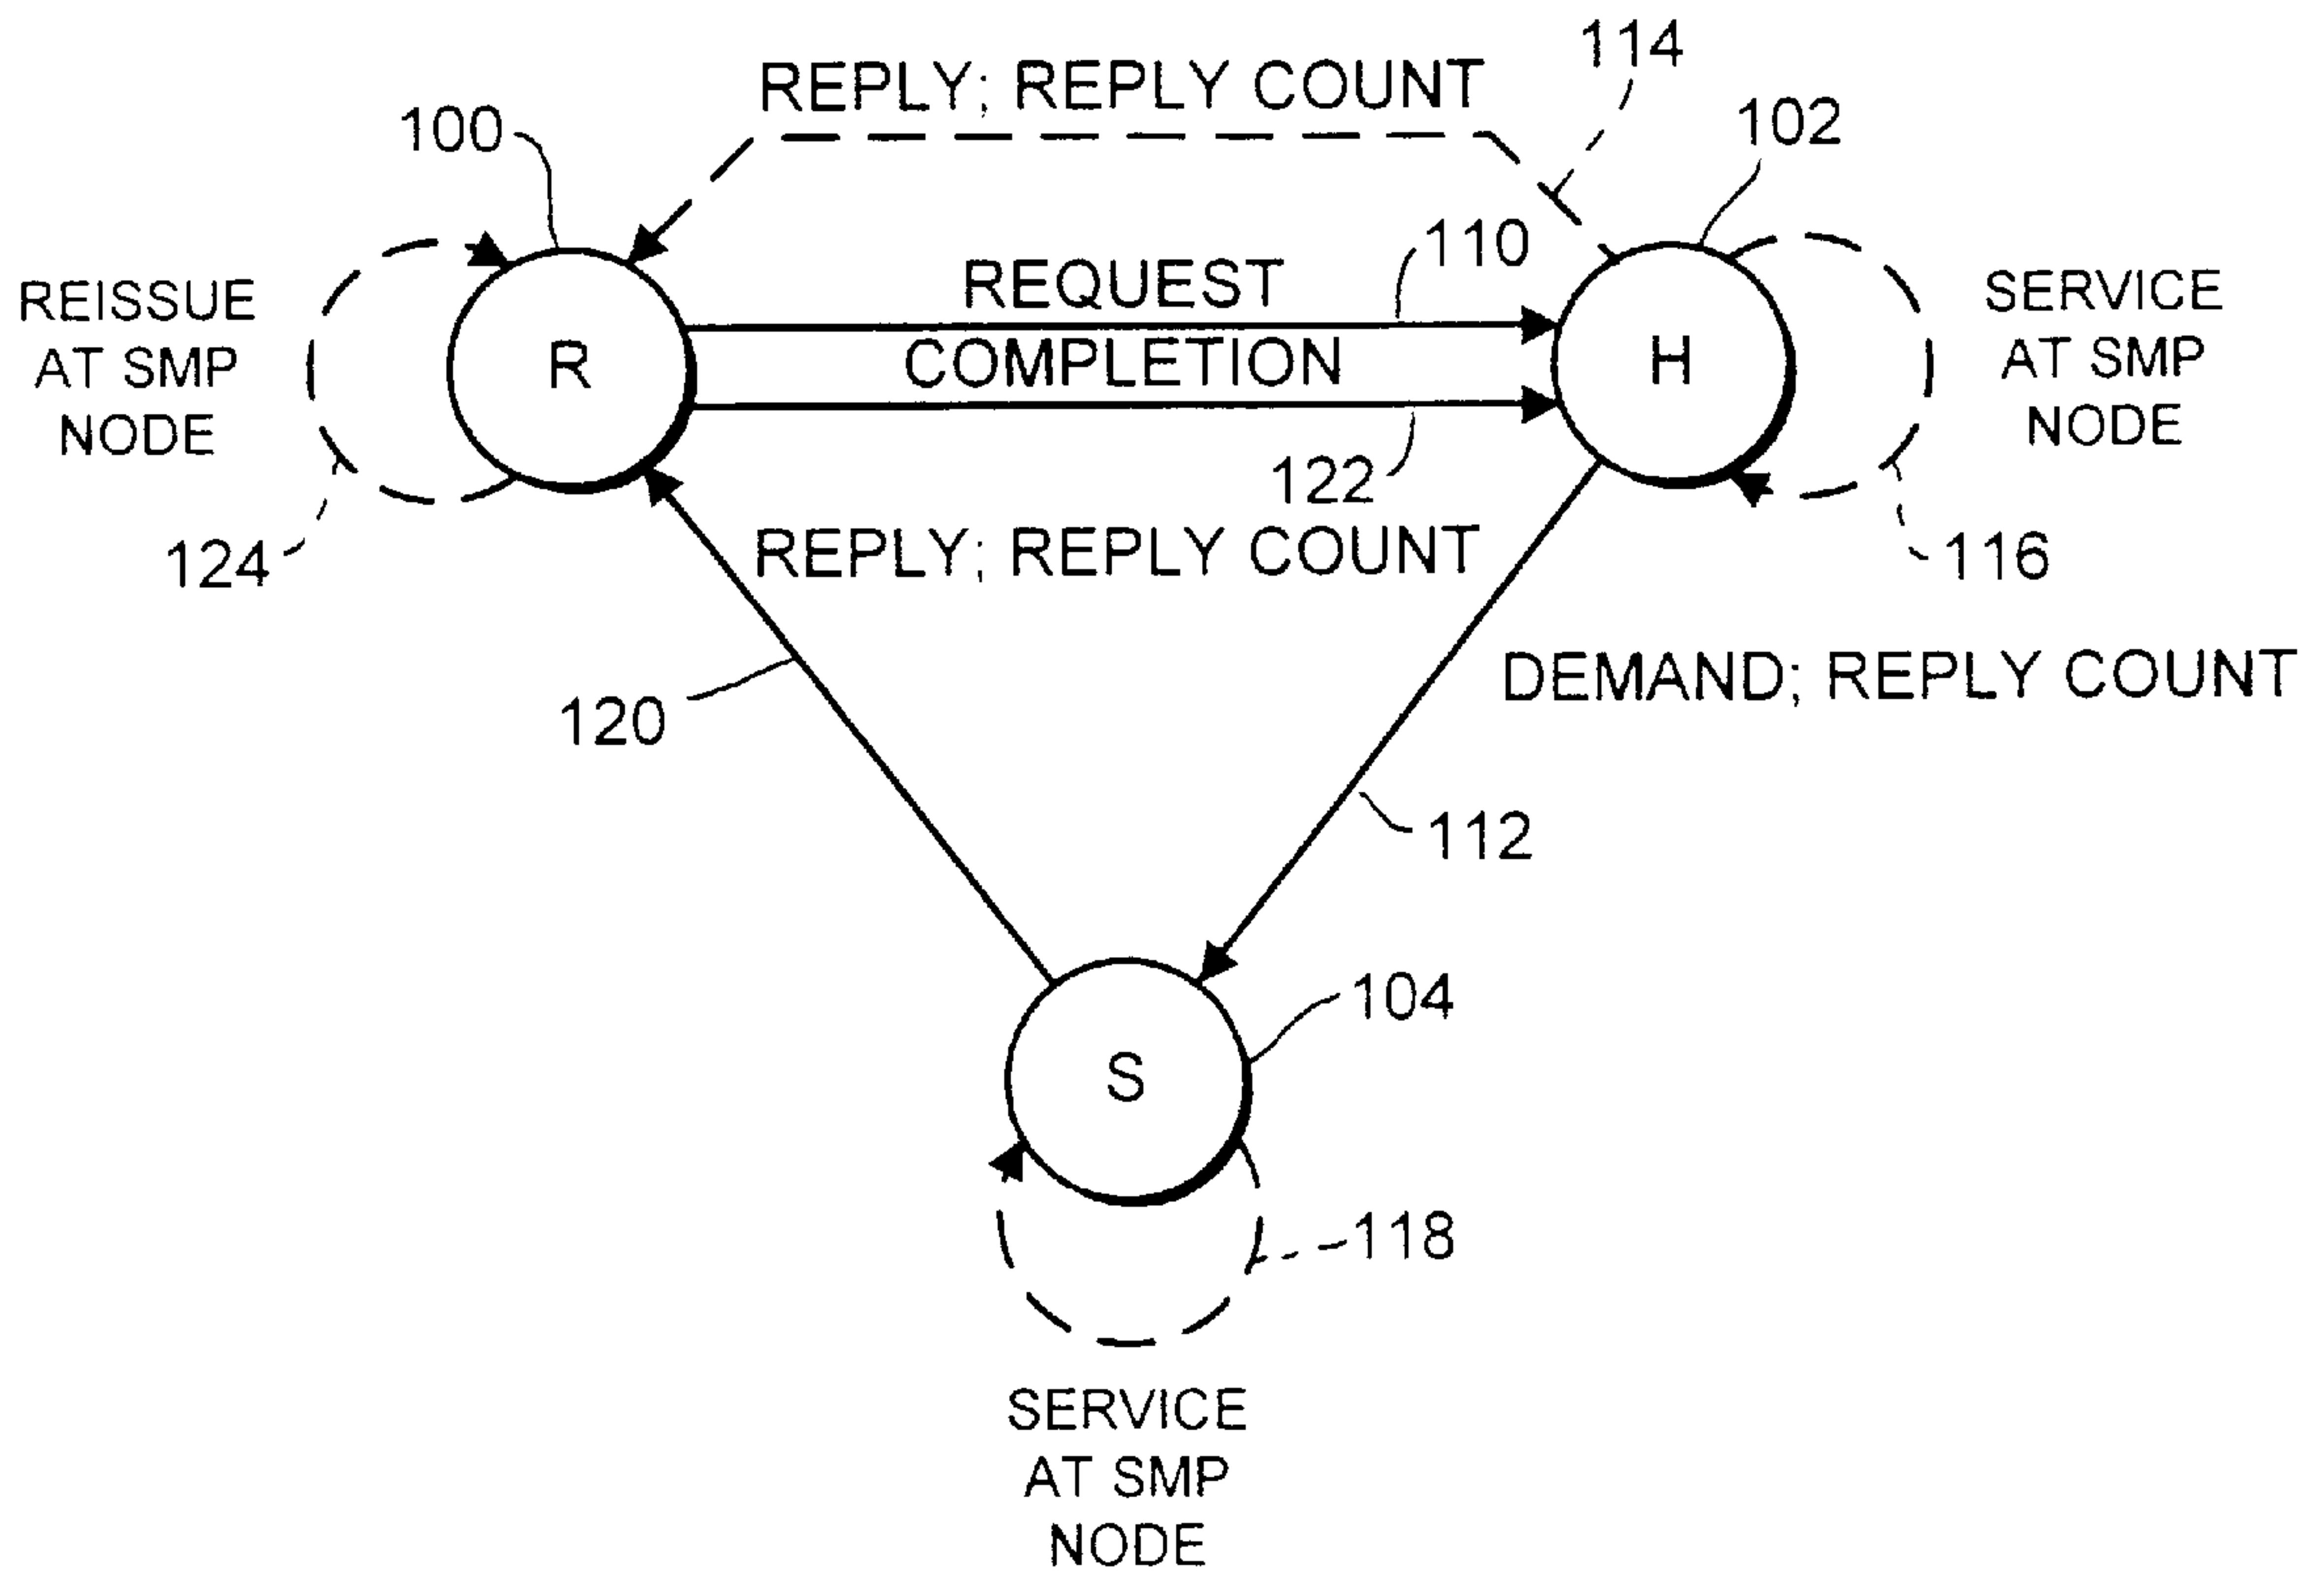 114
REPLY; REPLY COUNT
100
102
110
REQUEST
REISSUE
AT SMP
NODE
SERVICE
AT SMP
NODE
R
COMPLETION
H
122
REPLY; REPLY COUNT
124
116
DEMAND; REPLY COUNT
120
112
104
S
118
SERVICE
AT SMP
NODE